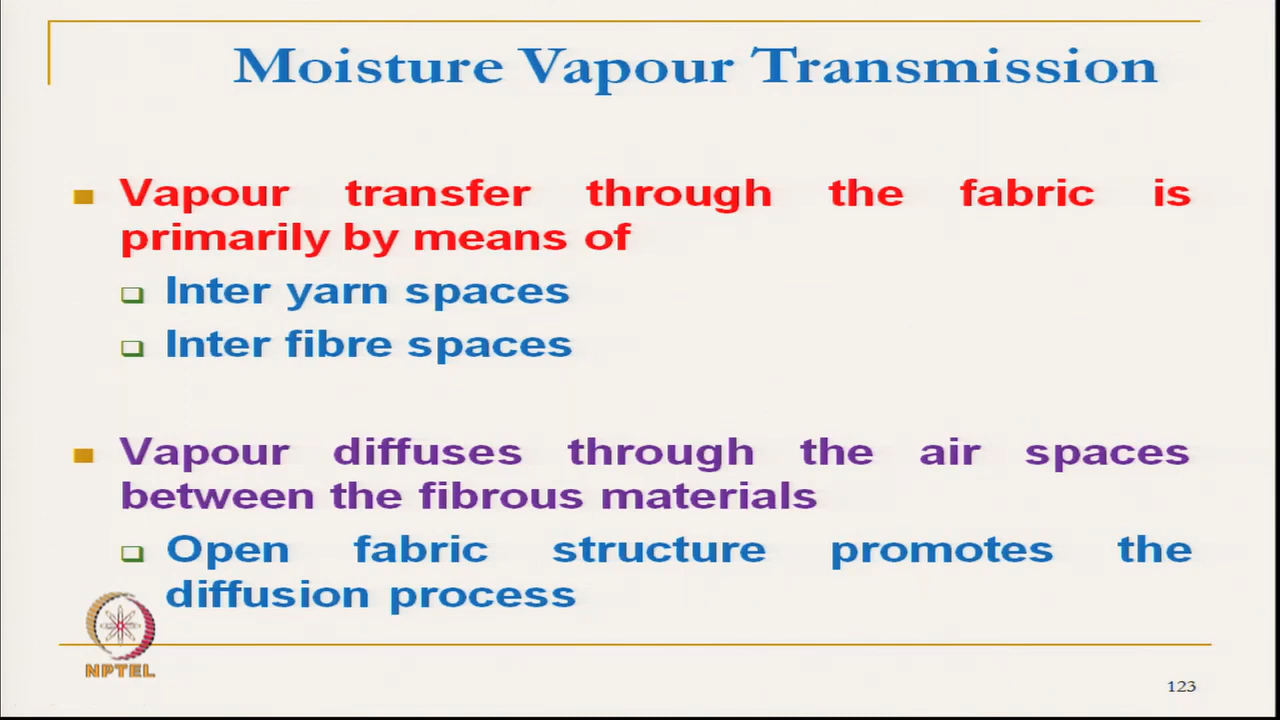 Moisture Vapour Transmission
Vapour transfer through the fabric is
primarily by means of
Inter yarn spaces
Inter fibre spaces
Vapour diffuses through the air spaces
between the fibrous materials
Open fabric structure promotes the
diffusion process
NPTEL
123